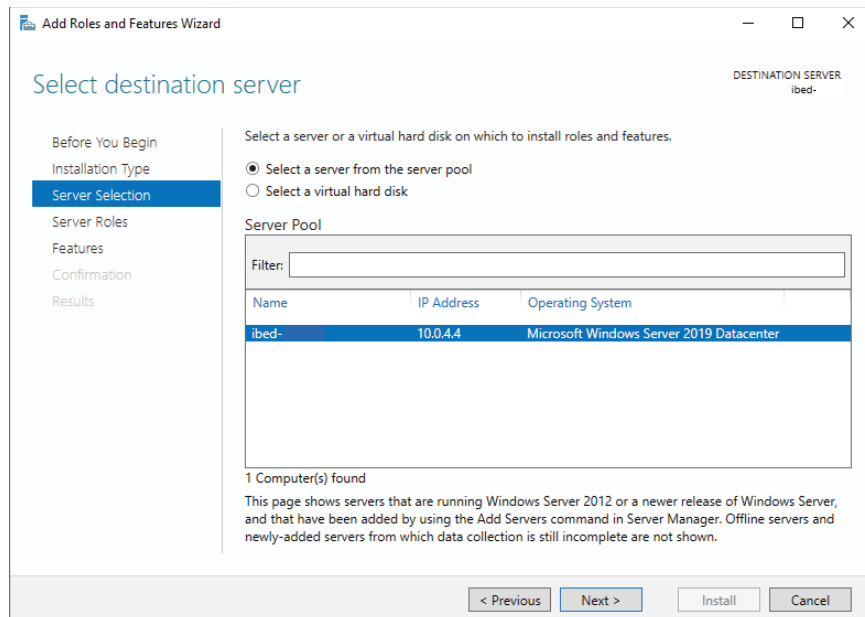 Add Roles and Features Wizard
Select destination server
DESTINATION SERVER
ibed-
Before You Begin
Installation Type
Server Selection
Server Roles
Features
Confirmation
Results
Select a server or a virtual hard disk on which to install roles and features.
Select a server from the server pool
Select a virtual hard disk
Server Pool
Filter:
Name IP Address Operating System
ibed- 10.0.4.4 Microsoft Windows Server 2019 Datacenter
1 Computer(s) found
This page shows servers that are running Windows Server 2012 or a newer release of Windows Server,
and that have been added by using the Add Servers command in Server Manager. Offline servers and
newly-added servers from which data collection is still incomplete are not shown.
< Previous Next > Install Cancel